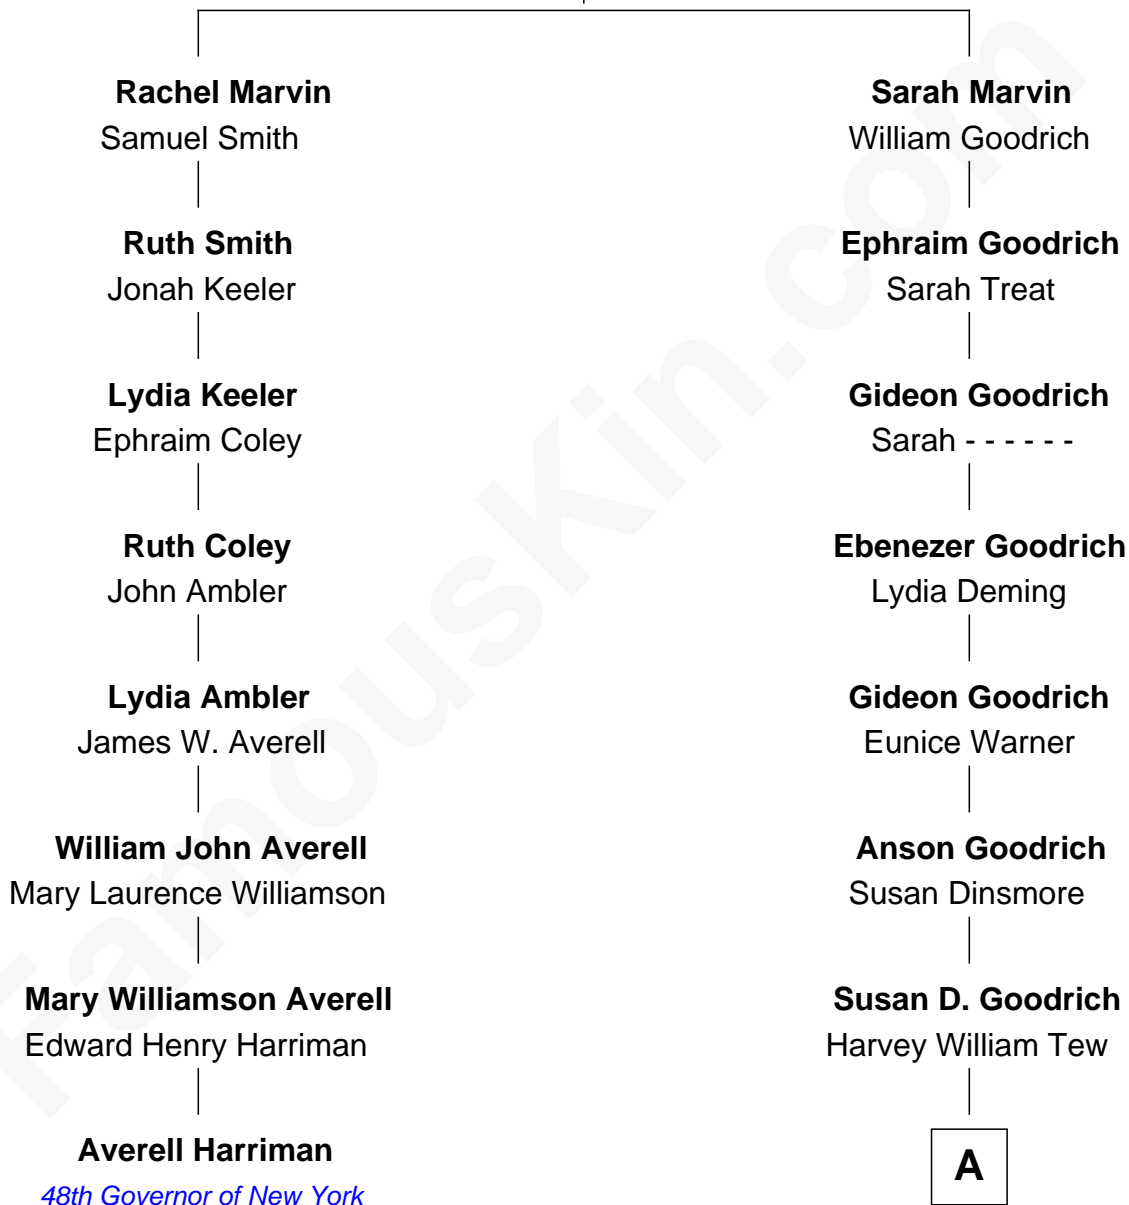 Rachel Marvin
Samuel Smith
Ruth Smith
Jonah Keeler
Lydia Keeler
Ephraim Coley
Ruth Coley
John Ambler
Lydia Ambler
James W. Averell
William John Averell
Mary Laurence Williamson
Mary Williamson Averell
Edward Henry Harriman
Averell Harriman
48th Governor of New York
Sarah Marvin
William Goodrich
Ephraim Goodrich
Sarah Treat
Gideon Goodrich
Sarah - - - - - -
Ebenezer Goodrich
Lydia Deming
Gideon Goodrich
Eunice Warner
Anson Goodrich
Susan Dinsmore
Susan D. Goodrich
Harvey William Tew
A
FamousKin.com